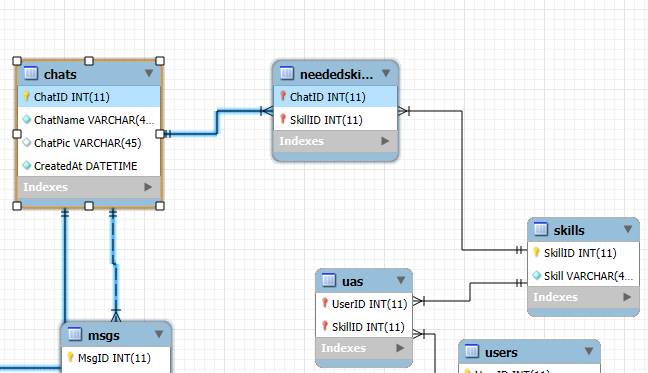 chats
ChatID INT(11)
ChatName VARCHAR(4...
ChatPic VARCHAR(45)
CreatedAt DATETIME
Indexes
neededski...
ChatID INT(11)
SkillID INT(11)
Indexes
skills
SkillID INT(11)
Skill VARCHAR(4...
Indexes
uas
UserID INT(11)
SkillID INT(11)
Indexes
msgs
MsgID INT(11)
users